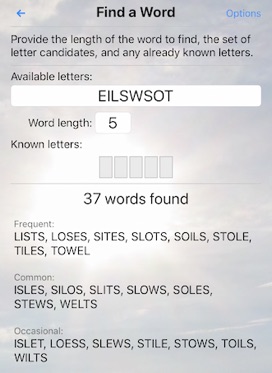 Find a Word
Options
Provide the length of the word to find, the set of
letter candidates, and any already known letters.
Available letters:
EILSWSOT
Word length: 5
Known letters:
37 words found
Frequent:
LISTS, LOSES, SITES, SLOTS, SOILS, STOLE,
TILES, TOWEL
Common:
ISLES, SILOS, SLITS, SLOWS, SOLES,
STEWS, WELTS
Occasional:
ISLET, LOESS, SLEWS, STILE, STOWS, TOILS,
WILTS